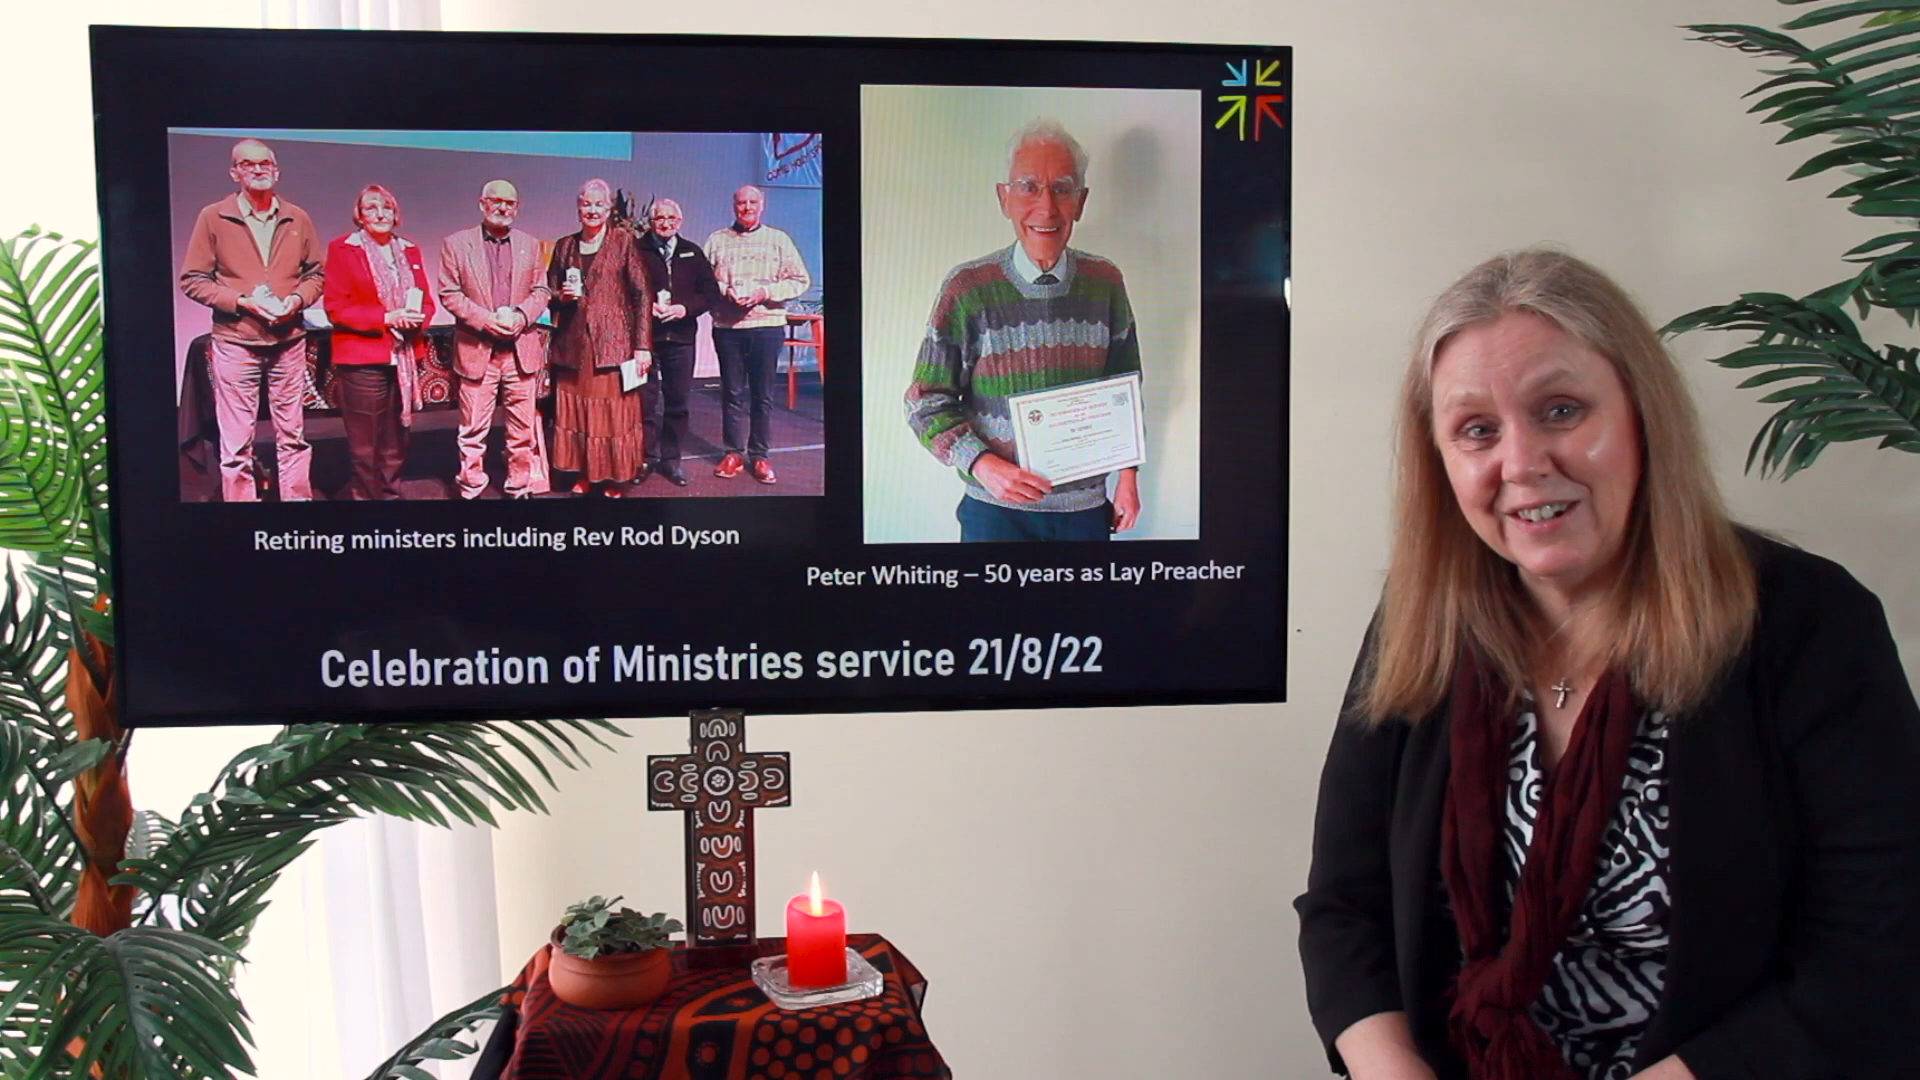 Retiring ministers including Rev Rod Dyson
Peter Whiting – 50 years as Lay Preacher
Celebration of Ministries service 21/8/22